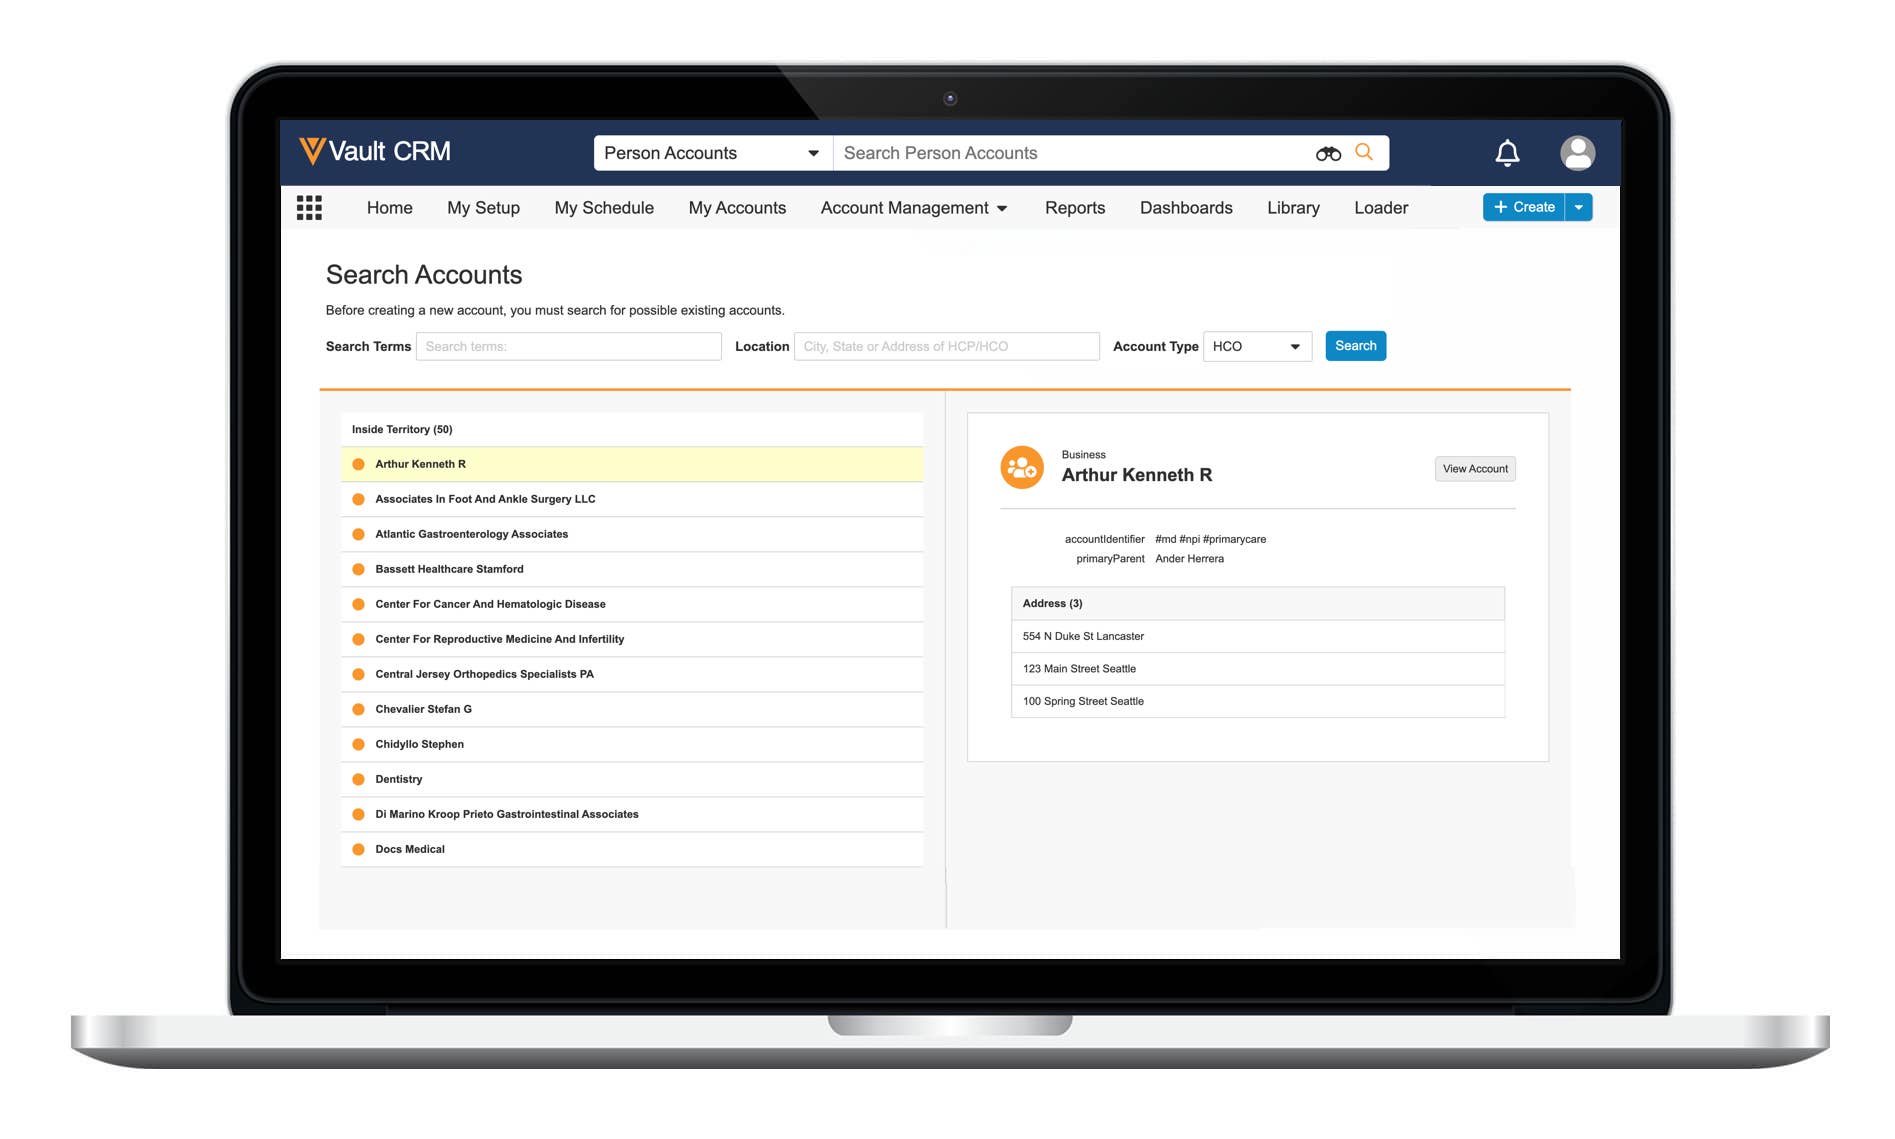 Vault CRM
Person Accounts
Search Person Accounts
Home My Setup My Schedule My Accounts Account Management Reports Dashboards Library Loader + Create
Search Accounts
Before creating a new account, you must search for possible existing accounts.
Search Terms Search terms: Location City, State or Address of HCP/HCO Account Type HCO Search
Inside Territory (50)
Arthur Kenneth R
Associates In Foot And Ankle Surgery LLC
Atlantic Gastroenterology Associates
Bassett Healthcare Stamford
Center For Cancer And Hematologic Disease
Center For Reproductive Medicine And Infertility
Central Jersey Orthopedics Specialists PA
Chevalier Stefan G
Chidyllo Stephen
Dentistry
Di Marino Kroop Prieto Gastrointestinal Associates
Docs Medical
Business
Arthur Kenneth R
View Account
accountIdentifier #md #npi #primarycare
primaryParent Ander Herrera
Address (3)
554 N Duke St Lancaster
123 Main Street Seattle
100 Spring Street Seattle